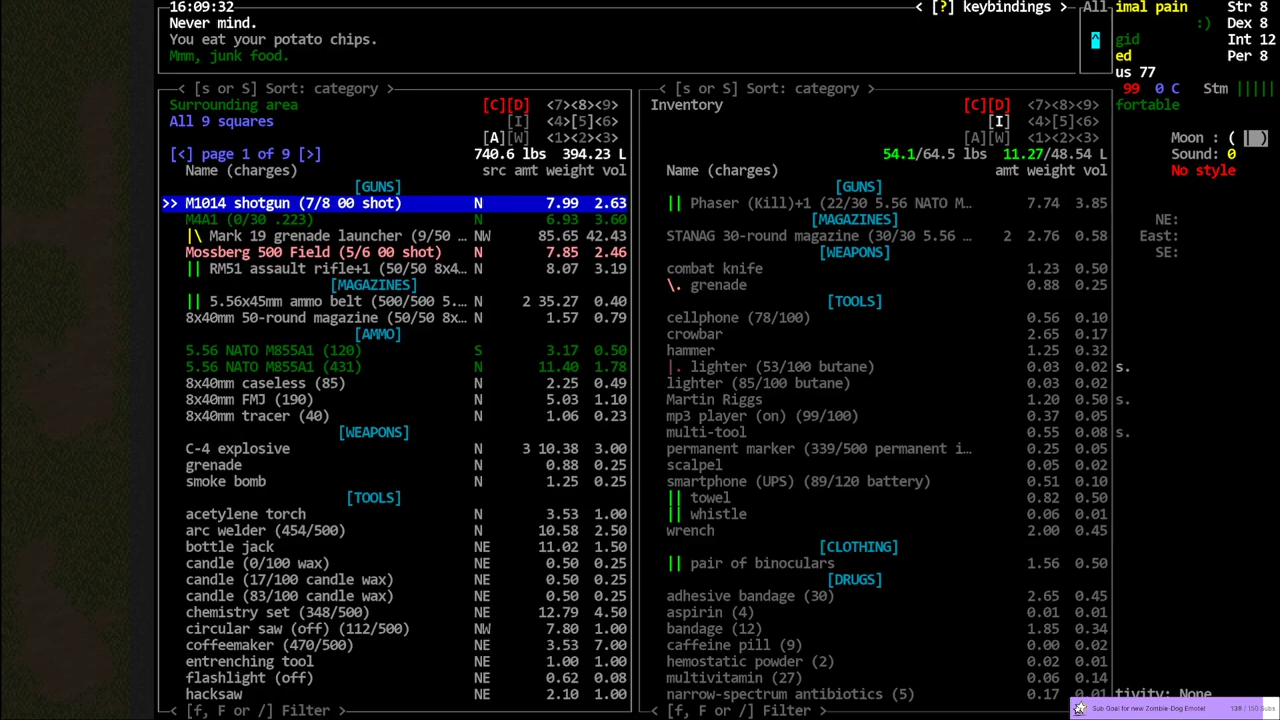 16:09:32
Never mind.
You eat your potato chips.
Mmm, junk food.
< [?] keybindings >
All
^
imal pain
:)
gid
ed
us 77
99 0 C Stm |||||
fortable
Str 8
Dex 8
Int 12
Per 8
Moon : ( )
Sound: 0
No style
NE:
East:
SE:
s.
s.
s.
tivity: None
< [s or S] Sort: category >
Surrounding area [C][D] <7><8><9>
All 9 squares [I] <4>[5]<6>
[A][W] <1><2><3>
[<] page 1 of 9 [>] 740.6 lbs 394.23 L
Name (charges) src amt weight vol
[GUNS]
>> M1014 shotgun (7/8 00 shot) N 7.99 2.63
M4A1 (0/30 .223) N 6.93 3.60
|\ Mark 19 grenade launcher (9/50 … NW 85.65 42.43
Mossberg 500 Field (5/6 00 shot) N 7.85 2.46
|| RM51 assault rifle+1 (50/50 8x4… N 8.07 3.19
[MAGAZINES]
|| 5.56x45mm ammo belt (500/500 5.… N 2 35.27 0.40
8x40mm 50-round magazine (50/50 8x… N 1.57 0.79
[AMMO]
5.56 NATO M855A1 (120) S 3.17 0.50
5.56 NATO M855A1 (431) N 11.40 1.78
8x40mm caseless (85) N 2.25 0.49
8x40mm FMJ (190) N 5.03 1.10
8x40mm tracer (40) N 1.06 0.23
[WEAPONS]
C-4 explosive N 3 10.38 3.00
grenade N 0.88 0.25
smoke bomb N 1.25 0.25
[TOOLS]
acetylene torch N 3.53 1.00
arc welder (454/500) N 10.58 2.50
bottle jack NE 11.02 1.50
candle (0/100 wax) NE 0.50 0.25
candle (17/100 candle wax) NE 0.50 0.25
candle (83/100 candle wax) NE 0.50 0.25
chemistry set (348/500) NE 12.79 4.50
circular saw (off) (112/500) NW 7.80 1.00
coffeemaker (470/500) NE 3.53 7.00
entrenching tool NE 1.00 1.00
flashlight (off) NE 0.62 0.08
hacksaw NE 2.10 1.00
< [f, F or /] Filter >
< [s or S] Sort: category >
Inventory [C][D] <7><8><9>
[I] <4>[5]<6>
[A][W] <1><2><3>
54.1/64.5 lbs 11.27/48.54 L
Name (charges) amt weight vol
[GUNS]
|| Phaser (Kill)+1 (22/30 5.56 NATO M… 7.74 3.85
[MAGAZINES]
STANAG 30-round magazine (30/30 5.56 … 2 2.76 0.58
[WEAPONS]
combat knife 1.23 0.50
\. grenade 0.88 0.25
[TOOLS]
cellphone (78/100) 0.56 0.10
crowbar 2.65 0.17
hammer 1.25 0.32
|. lighter (53/100 butane) 0.03 0.02
lighter (85/100 butane) 0.03 0.02
Martin Riggs 1.20 0.50
mp3 player (on) (99/100) 0.37 0.05
multi-tool 0.55 0.08
permanent marker (339/500 permanent i… 0.25 0.05
scalpel 0.05 0.02
smartphone (UPS) (89/120 battery) 0.51 0.10
|| towel 0.82 0.50
|| whistle 0.06 0.01
wrench 2.00 0.45
[CLOTHING]
|| pair of binoculars 1.56 0.50
[DRUGS]
adhesive bandage (30) 2.65 0.45
aspirin (4) 0.01 0.01
bandage (12) 1.85 0.34
caffeine pill (9) 0.00 0.02
hemostatic powder (2) 0.02 0.01
multivitamin (27) 0.06 0.14
narrow-spectrum antibiotics (5) 0.17 0.01
< [f, F or /] Filter >
Sub Goal for new Zombie-Dog Emote! 138 / 150 Subs